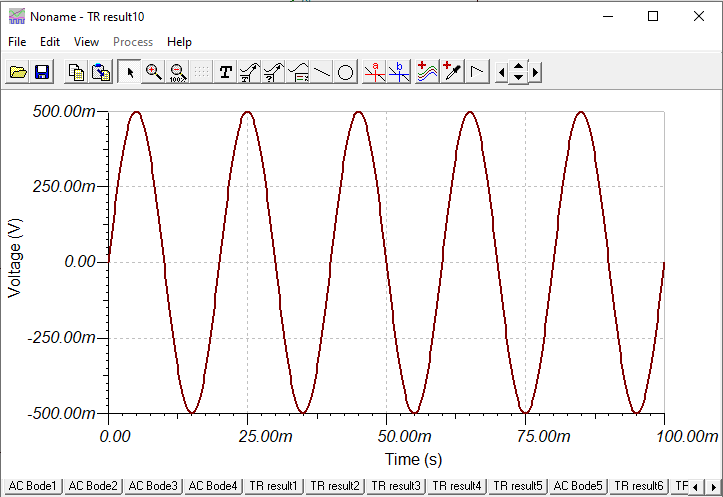 Noname - TR result10
File Edit View Process Help
T 100% ? a b
500.00m
250.00m
0.00
-250.00m
-500.00m
Voltage (V)
0.00 25.00m 50.00m 75.00m 100.00m
Time (s)
AC Bode1 AC Bode2 AC Bode3 AC Bode4 TR result1 TR result2 TR result3 TR result4 TR result5 AC Bode5 TR result6